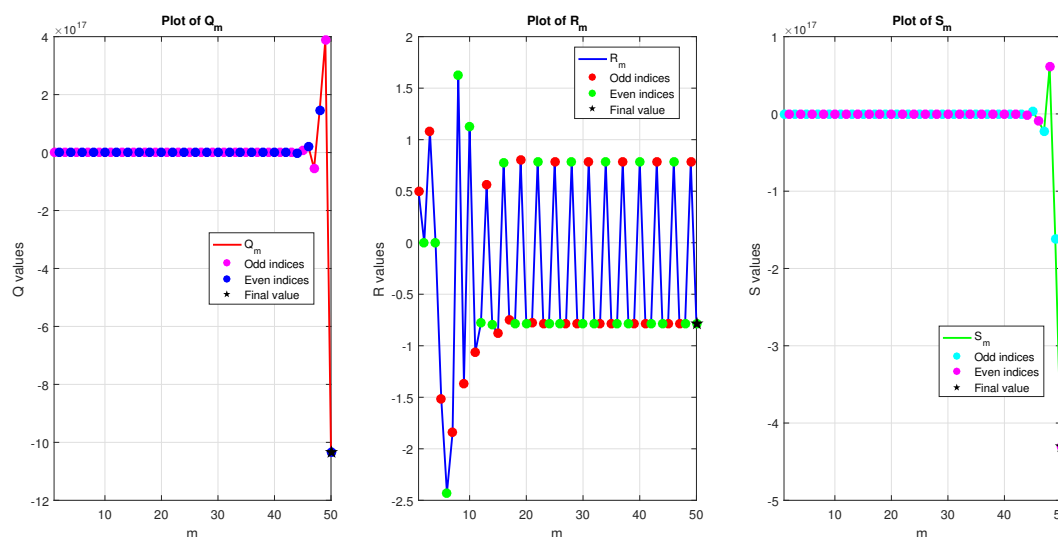 Plot of Q_m
×10^17
4
2
0
-2
-4
-6
-8
-10
-12
0
10
20
30
40
50
m
Q values
Q_m
Odd indices
Even indices
Final value
Plot of R_m
2
1.5
1
0.5
0
-0.5
-1
-1.5
-2
-2.5
10
20
30
40
50
m
R values
R_m
Odd indices
Even indices
Final value
Plot of S_m
×10^17
1
0
-1
-2
-3
-4
-5
10
20
30
40
50
m
S values
S_m
Odd indices
Even indices
Final value